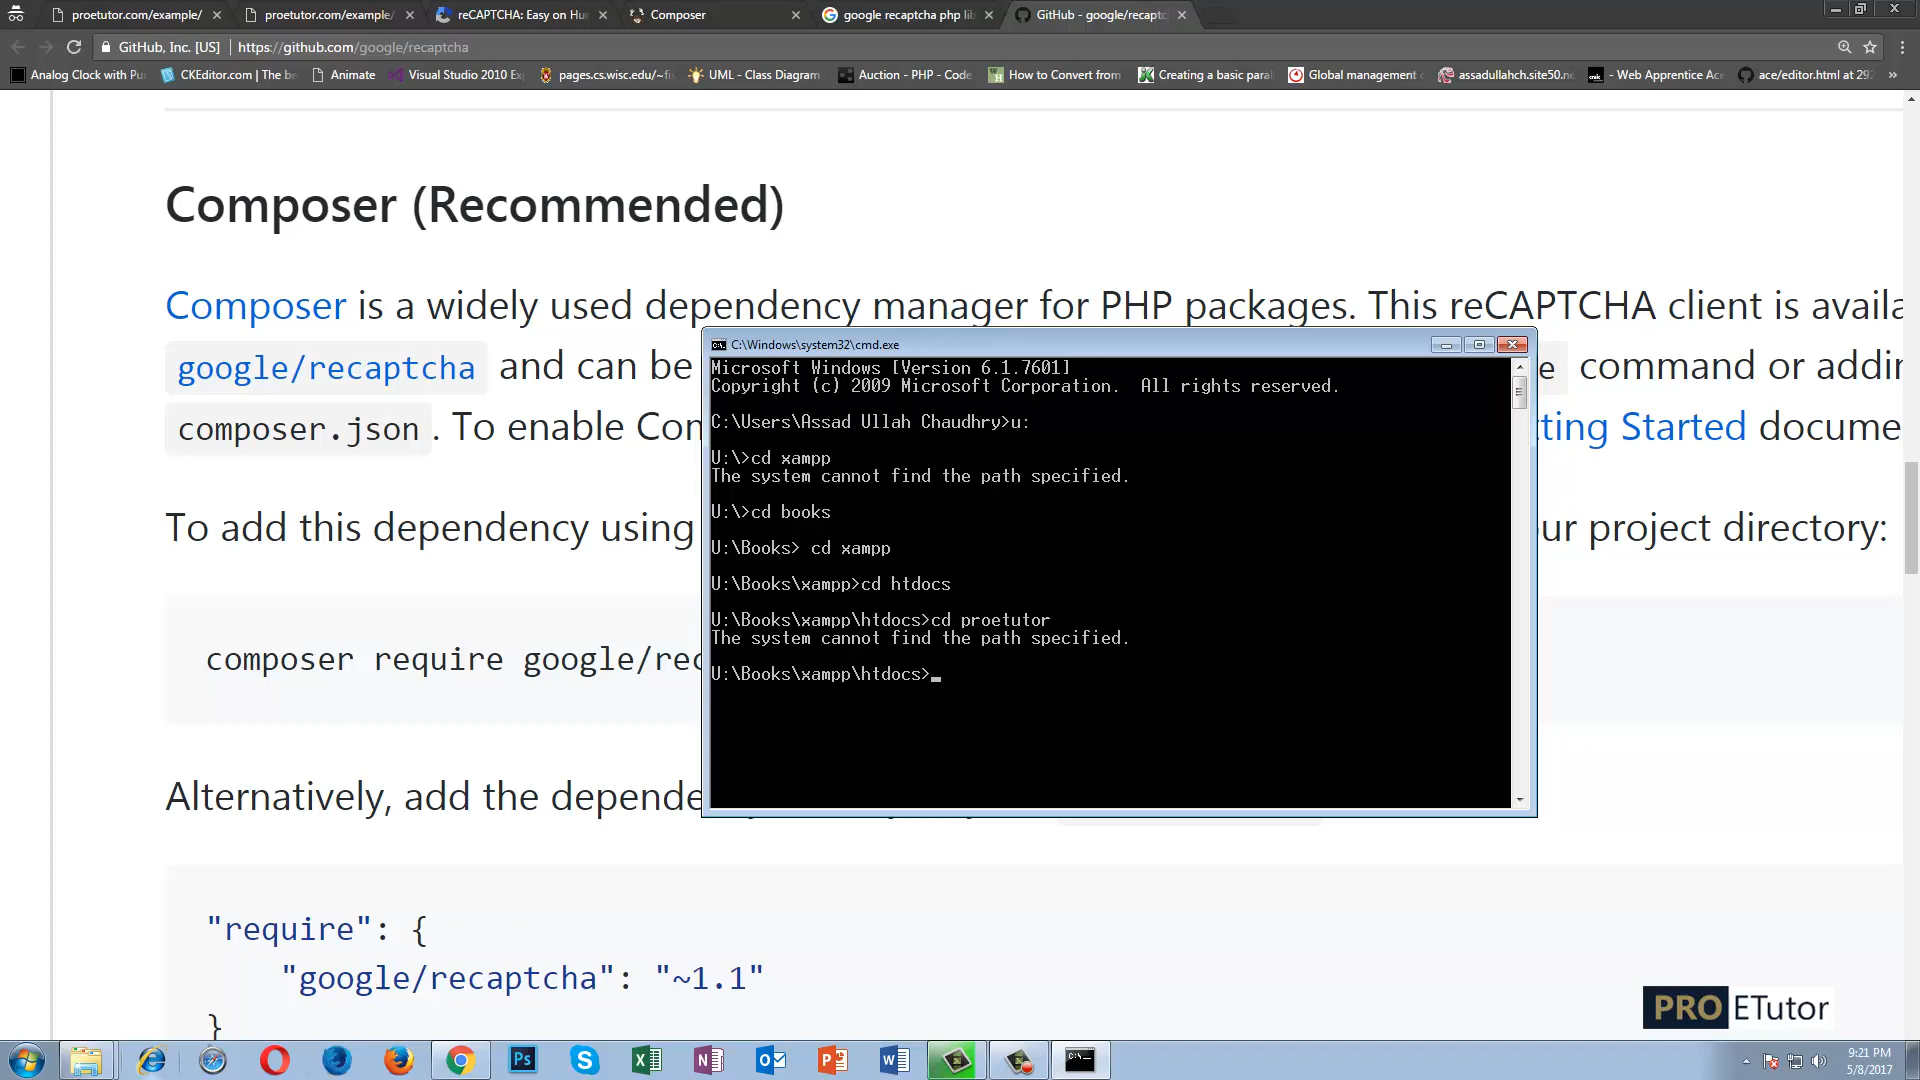 proetutor.com/example/
proetutor.com/example/
reCAPTCHA: Easy on Hu
Composer
google recaptcha php lib
GitHub - google/recaptc
GitHub, Inc. [US]
https://github.com/google/recaptcha
Analog Clock with Pu
CKEditor.com | The be
Animate
Visual Studio 2010 Ex
pages.cs.wisc.edu/~fi
UML - Class Diagram
Auction - PHP - Code
How to Convert from
Creating a basic para
Global management
assadullahch.site50.ne
- Web Apprentice Ace
ace/editor.html at 292
»
Composer (Recommended)
Composer is a widely used dependency manager for PHP packages. This reCAPTCHA client is availa
google/recaptcha and can be
e command or addin
composer.json . To enable Con
tting Started docume
To add this dependency using
our project directory:
composer require google/rec
Alternatively, add the depende
"require": {
"google/recaptcha": "~1.1"
}
C:\Windows\system32\cmd.exe
Microsoft Windows [Version 6.1.7601]
Copyright (c) 2009 Microsoft Corporation. All rights reserved.
C:\Users\Assad Ullah Chaudhry>u:
U:\>cd xampp
The system cannot find the path specified.
U:\>cd books
U:\Books> cd xampp
U:\Books\xampp>cd htdocs
U:\Books\xampp\htdocs>cd proetutor
The system cannot find the path specified.
U:\Books\xampp\htdocs>_
PRO ETutor
9:21 PM
5/8/2017